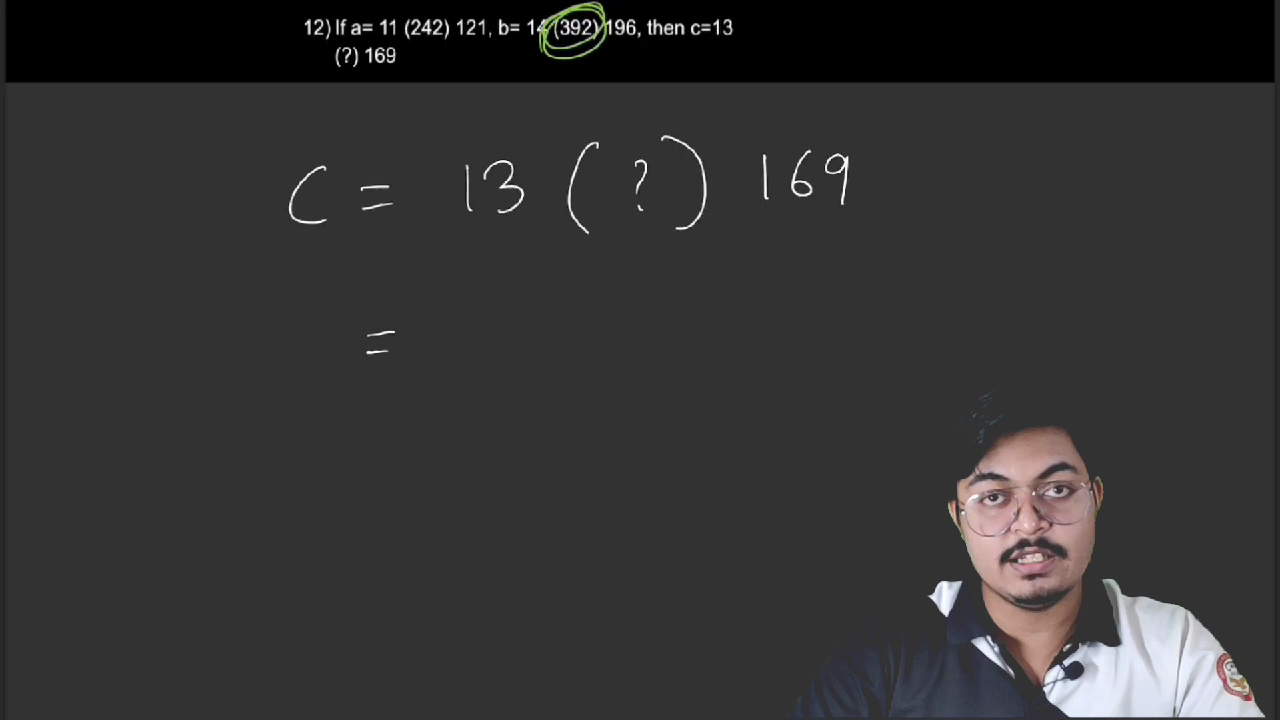 12) If a= 11 (242) 121, b= 14 (392) 196, then c=13
(?) 169
C = 13 (?) 169
=